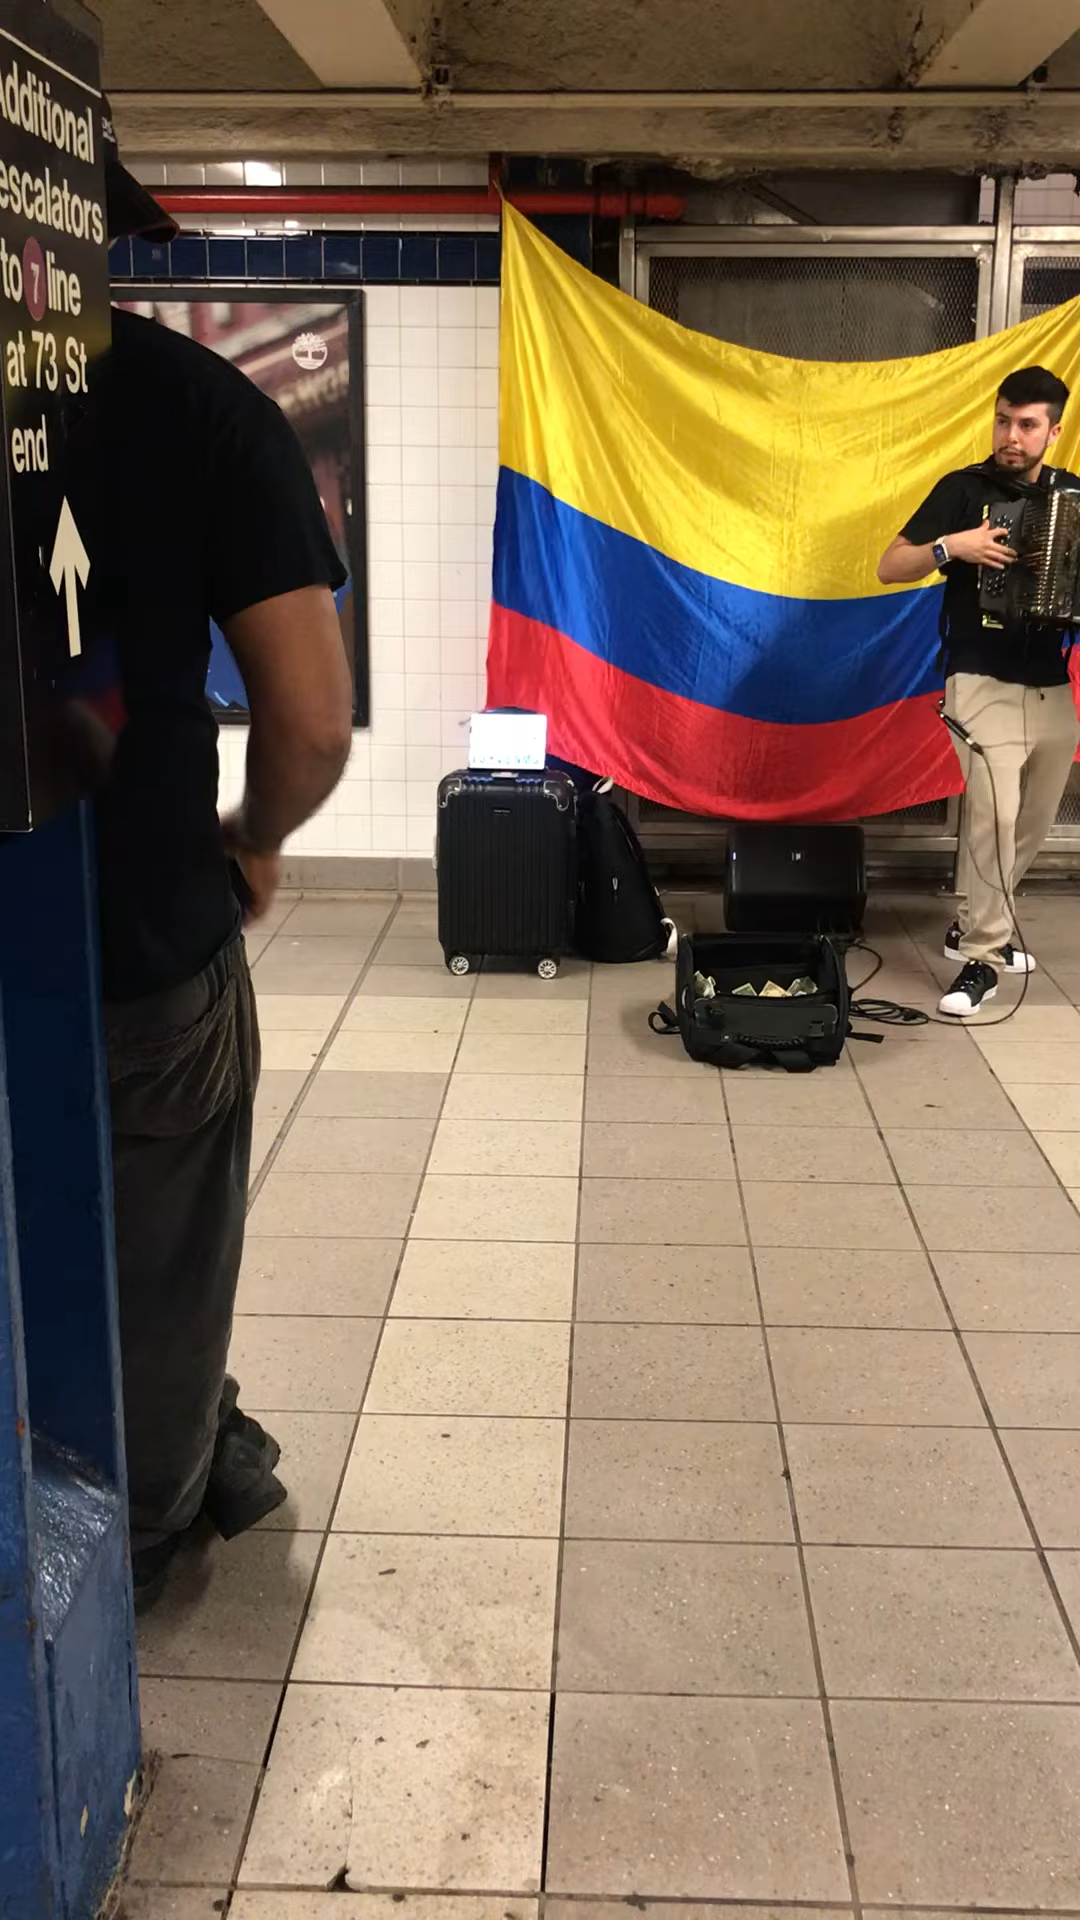 Additional
escalators
to 7 line
at 73 St
end